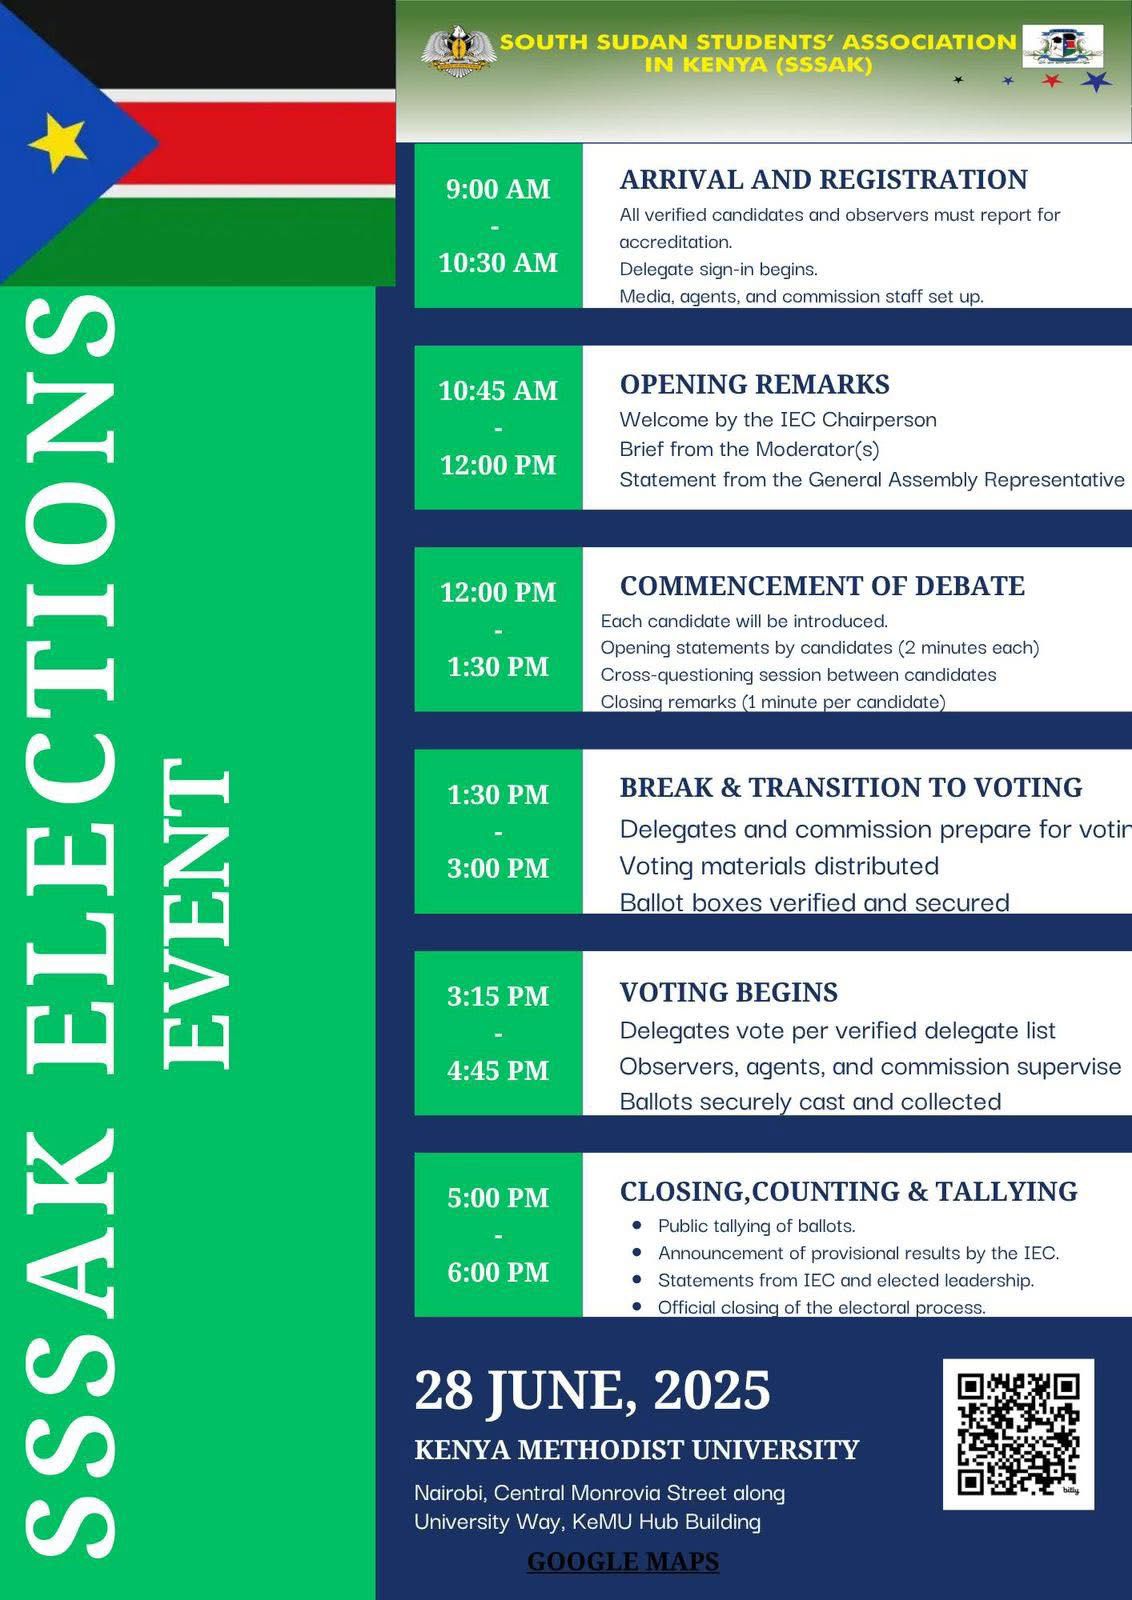 SOUTH SUDAN STUDENTS' ASSOCIATION
IN KENYA (SSSAK)
SSSAK ELECTIONS
EVENT
9:00 AM
-
10:30 AM
ARRIVAL AND REGISTRATION
All verified candidates and observers must report for
accreditation.
Delegate sign-in begins.
Media, agents, and commission staff set up.
10:45 AM
-
12:00 PM
OPENING REMARKS
Welcome by the IEC Chairperson
Brief from the Moderator(s)
Statement from the General Assembly Representative
12:00 PM
-
1:30 PM
COMMENCEMENT OF DEBATE
Each candidate will be introduced.
Opening statements by candidates (2 minutes each)
Cross-questioning session between candidates
Closing remarks (1 minute per candidate)
1:30 PM
-
3:00 PM
BREAK & TRANSITION TO VOTING
Delegates and commission prepare for votin
Voting materials distributed
Ballot boxes verified and secured
3:15 PM
-
4:45 PM
VOTING BEGINS
Delegates vote per verified delegate list
Observers, agents, and commission supervise
Ballots securely cast and collected
5:00 PM
-
6:00 PM
CLOSING,COUNTING & TALLYING
• Public tallying of ballots.
• Announcement of provisional results by the IEC.
• Statements from IEC and elected leadership.
• Official closing of the electoral process.
28 JUNE, 2025
KENYA METHODIST UNIVERSITY
Nairobi, Central Monrovia Street along
University Way, KeMU Hub Building
GOOGLE MAPS
bitly